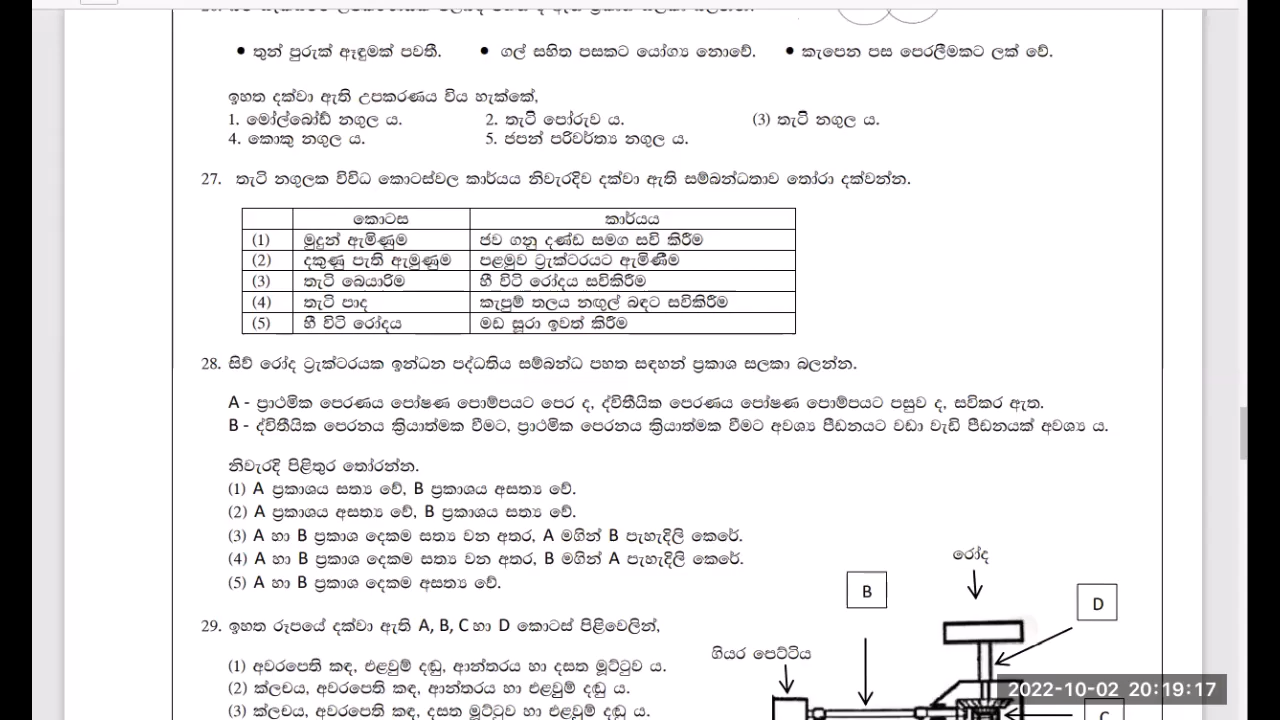 • තුන් පුරුක් ඈඳුමක් පවතී. • ගල් සහිත පසකට යෝග්‍ය නොවේ. • කැපෙන පස පෙරලීමකට ලක් වේ.
ඉහත දක්වා ඇති උපකරණය විය හැක්කේ,
1. මෝල්බෝඩ් නගුල ය. 2. තැටි පෝරුව ය. (3) තැටි නගුල ය.
4. කොකු නගුල ය. 5. ජපන් පරිවර්ත්‍ය නගුල ය.
27. තැටි නගුලක විවිධ කොටස්වල කාර්යය නිවැරදිව දක්වා ඇති සම්බන්ධතාව තෝරා දක්වන්න.
කොටස කාර්යය
(1) මුදුන් ඇමිණුම ජව ගනු දණ්ඩ සමග සවි කිරීම
(2) දකුණු පැති ඇමුණුම පළමුව ට්‍රැක්ටරයට ඇමිණීම
(3) තැටි බෙයාරිම හී විටි රෝදය සවිකිරීම
(4) තැටි පාද කැපුම් තලය නඟුල් බඳට සවිකිරීම
(5) හී විටි රෝදය මඩ සූරා ඉවත් කිරීම
28. සිව් රෝද ට්‍රැක්ටරයක ඉන්ධන පද්ධතිය සම්බන්ධ පහත සඳහන් ප්‍රකාශ සලකා බලන්න.
A - ප්‍රාථමික පෙරණය පෝෂණ පොම්පයට පෙර ද, ද්විතීයික පෙරණය පෝෂණ පොම්පයට පසුව ද, සවිකර ඇත.
B - ද්විතීයික පෙරනය ක්‍රියාත්මක වීමට, ප්‍රාථමික පෙරනය ක්‍රියාත්මක වීමට අවශ්‍ය පීඩනයට වඩා වැඩි පීඩනයක් අවශ්‍ය ය.
නිවැරදි පිළිතුර තෝරන්න.
(1) A ප්‍රකාශය සත්‍ය වේ, B ප්‍රකාශය අසත්‍ය වේ.
(2) A ප්‍රකාශය අසත්‍ය වේ, B ප්‍රකාශය සත්‍ය වේ.
(3) A හා B ප්‍රකාශ දෙකම සත්‍ය වන අතර, A මගින් B පැහැදිලි කෙරේ.
(4) A හා B ප්‍රකාශ දෙකම සත්‍ය වන අතර, B මගින් A පැහැදිලි කෙරේ.
(5) A හා B ප්‍රකාශ දෙකම අසත්‍ය වේ.
රෝද
B
D
29. ඉහත රූපයේ දක්වා ඇති A, B, C හා D කොටස් පිළිවෙලින්,
ගියර පෙට්ටිය
(1) අවරපෙති කඳ, එළවුම් දඬු, ආන්තරය හා දසත මූට්ටුව ය.
(2) ක්ලචය, අවරපෙති කඳ, ආන්තරය හා එළවුම් දඬු ය.
(3) ක්ලචය, අවරපෙති කඳ, දසත මූට්ටුව හා එළවුම් දඬු ය.
C
2022-10-02 20:19:17